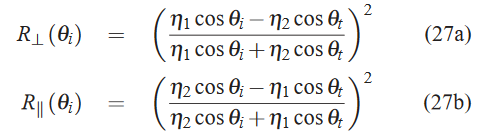 R⊥(θi) = ( (η1 cos θi − η2 cos θt) / (η1 cos θi + η2 cos θt) )² (27a)
R∥(θi) = ( (η2 cos θi − η1 cos θt) / (η2 cos θi + η1 cos θt) )² (27b)